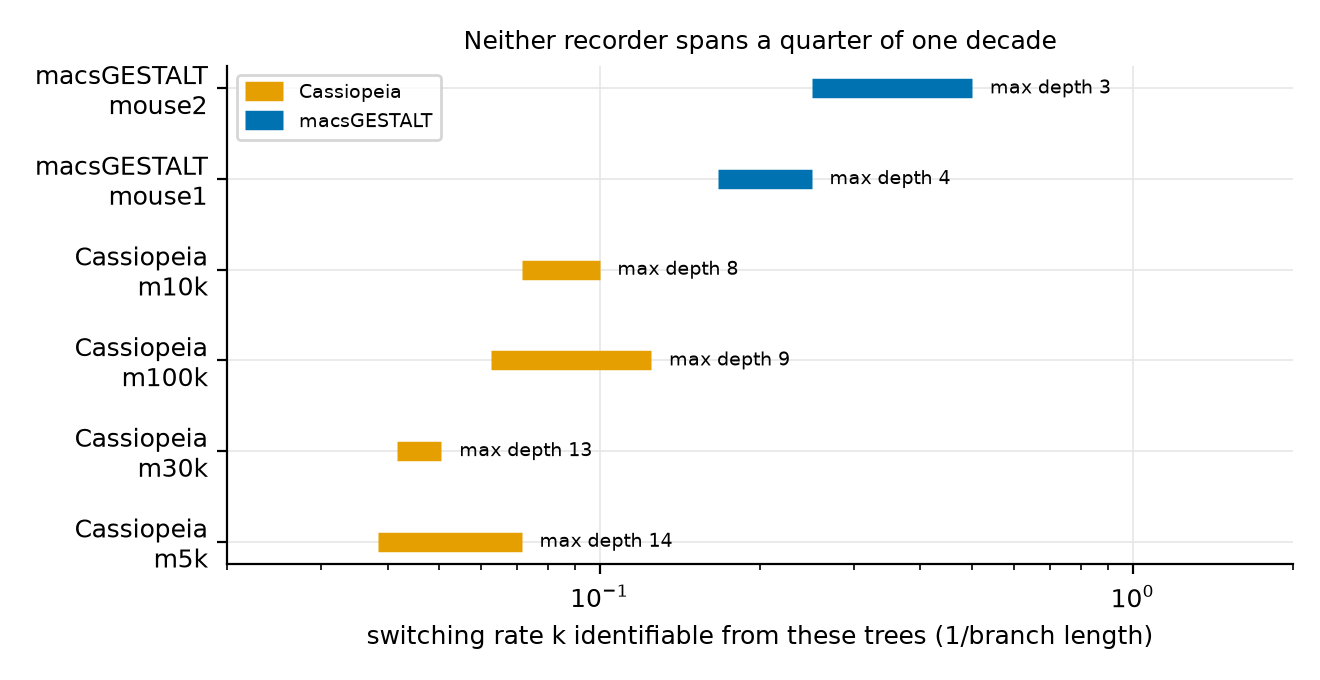 Neither recorder spans a quarter of one decade
macsGESTALT
mouse2
Cassiopeia
macsGESTALT
max depth 3
macsGESTALT
mouse1
max depth 4
Cassiopeia
m10k
max depth 8
Cassiopeia
m100k
max depth 9
Cassiopeia
m30k
max depth 13
Cassiopeia
m5k
max depth 14
10⁻¹ 10⁰
switching rate k identifiable from these trees (1/branch length)